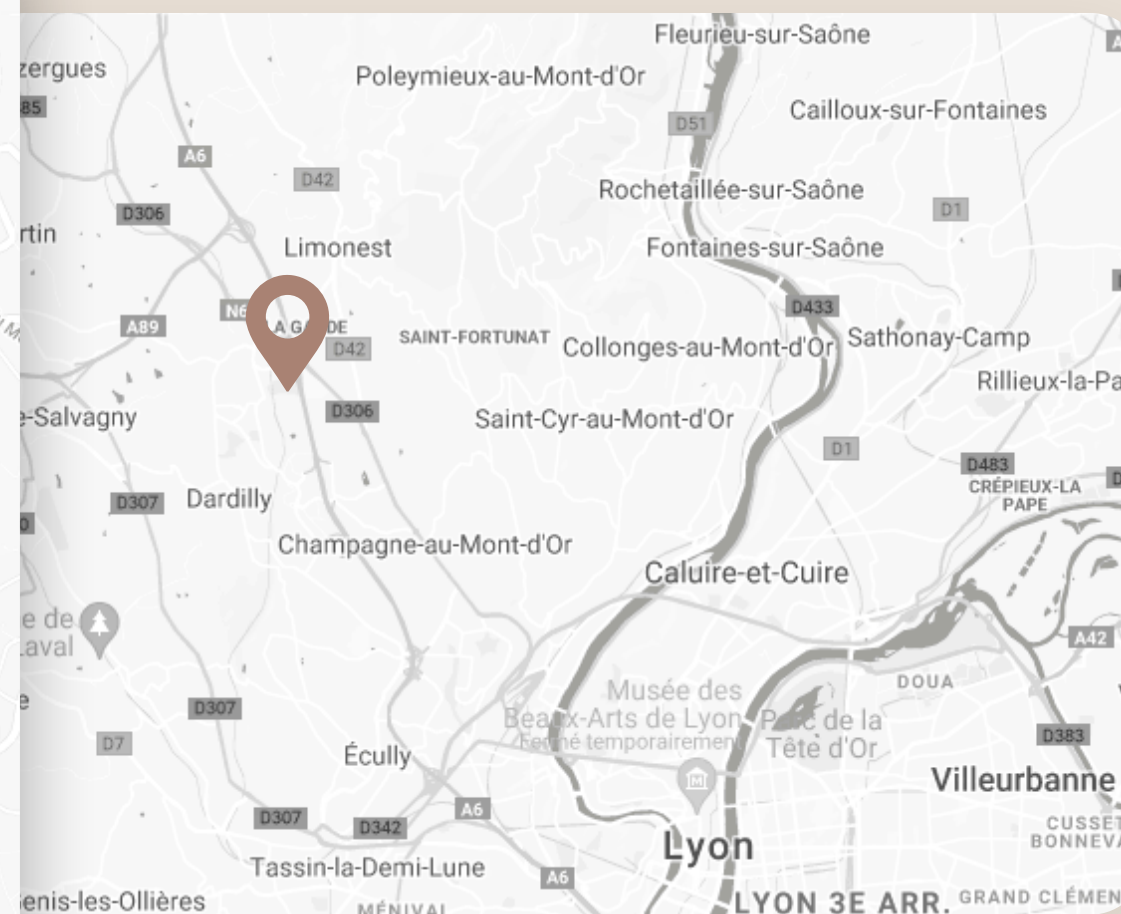 Fleurieu-sur-Saône
A
zergues
Poleymieux-au-Mont-d'Or
85
Cailloux-sur-Fontaines
D51
A6
D42
Rochetaillée-sur-Saône
D306
D1
rtin
Limonest
Fontaines-sur-Saône
N6
D433
A89
SAINT-FORTUNAT
Sathonay-Camp
D42
Collonges-au-Mont-d'Or
Rillieux-la-Pa
D306
e-Salvagny
Saint-Cyr-au-Mont-d'Or
D1
D483
CRÉPIEUX-LA
PAPE
D307
Dardilly
0
Champagne-au-Mont-d'Or
Caluire-et-Cuire
e de
Laval
A42
DOUA
e
Musée des
Beaux-Arts de Lyon
Fermé temporairement
Parc de la
Tête d'Or
D307
D383
D7
Écully
Villeurbanne
A6
D307
D342
CUSSET
BONNEVA
Lyon
Tassin-la-Demi-Lune
A6
enis-les-Ollières
MÉNIVAL
LYON 3E ARR.
GRAND CLÉMEN